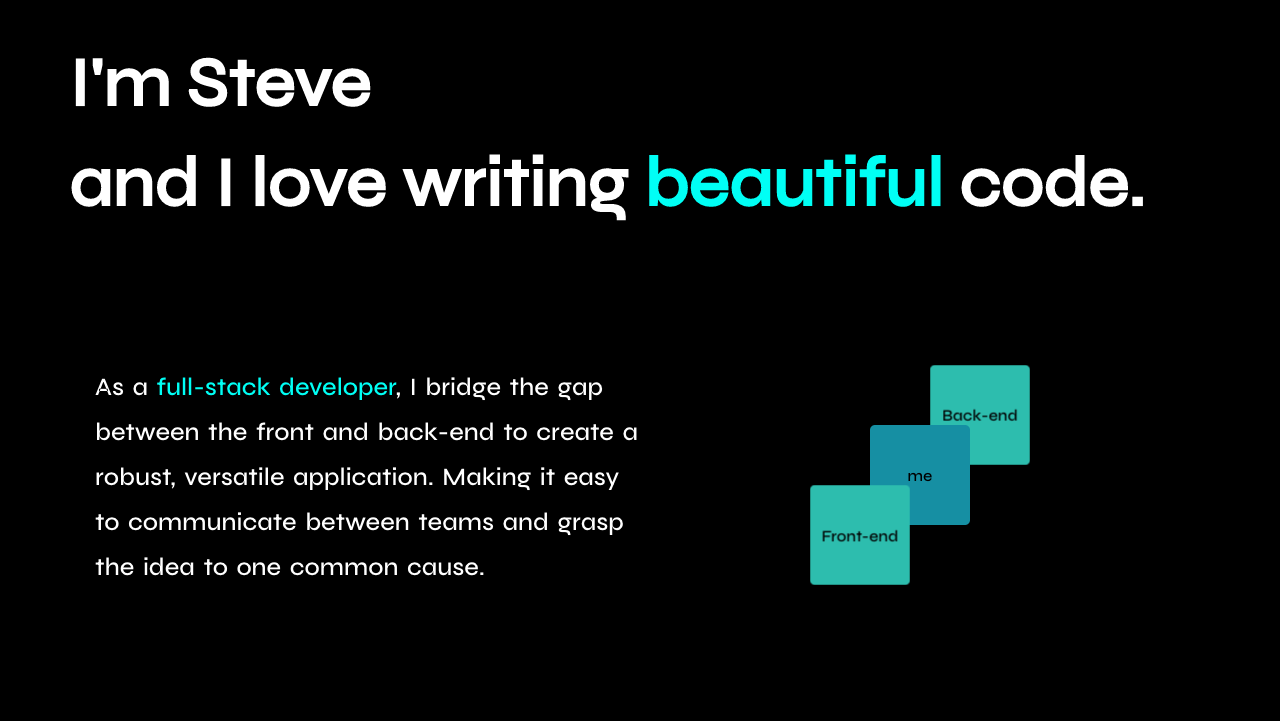 I'm Steve
and I love writing beautiful code.
As a full-stack developer, I bridge the gap
between the front and back-end to create a
robust, versatile application. Making it easy
to communicate between teams and grasp
the idea to one common cause.
Back-end
me
Front-end